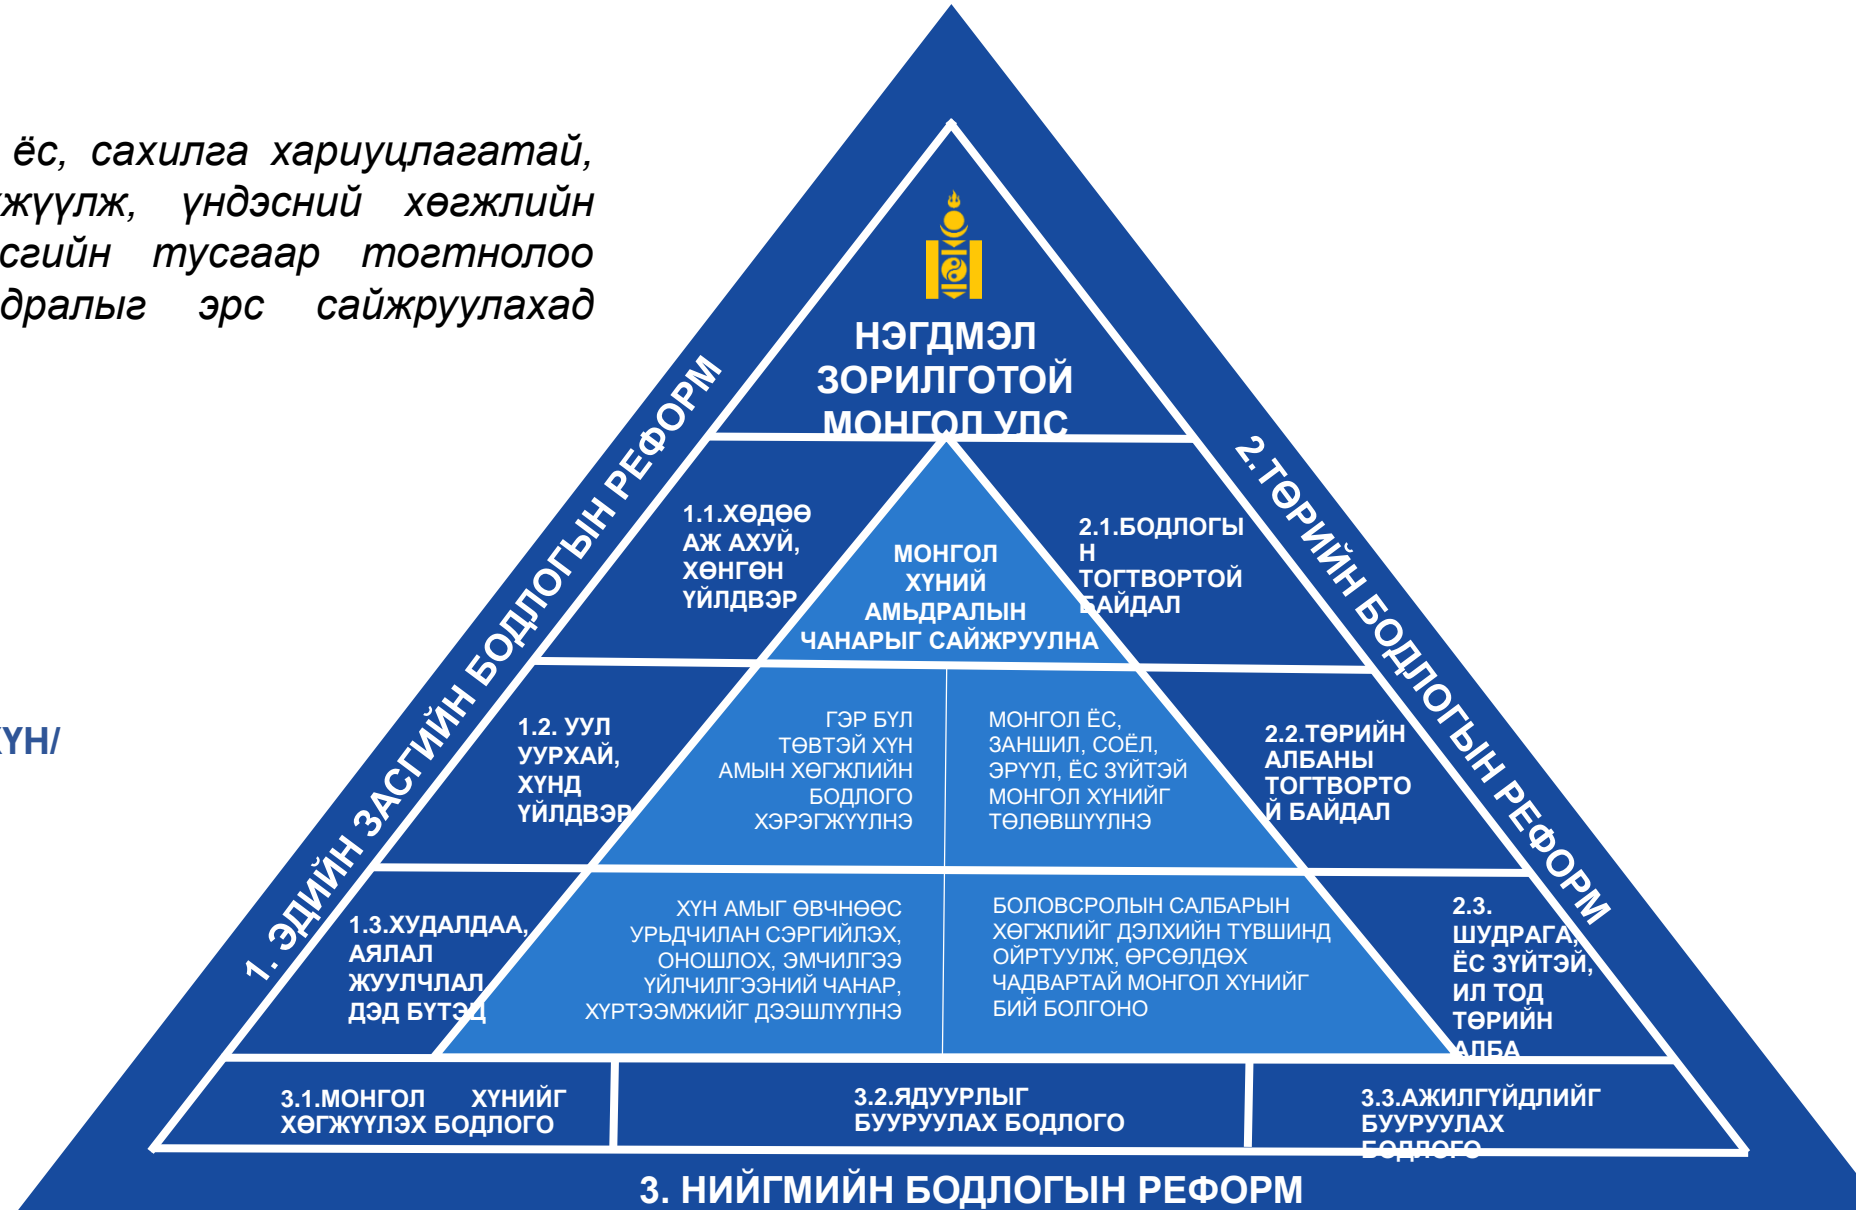 ёс, сахилга хариуцлагатай,
жүүлж, үндэсний хөгжлийн
сгийн тусгаар тогтнолоо
дралыг эрс сайжруулахад
ХҮН/
НЭГДМЭЛ
ЗОРИЛГОТОЙ
МОНГОЛ УЛС
1. ЭДИЙН ЗАСГИЙН БОДЛОГЫН РЕФОРМ
2.ТӨРИЙН БОДЛОГЫН РЕФОРМ
1.1.ХӨДӨӨ
АЖ АХУЙ,
ХӨНГӨН
ҮЙЛДВЭР
МОНГОЛ
ХҮНИЙ
АМЬДРАЛЫН
ЧАНАРЫГ САЙЖРУУЛНА
2.1.БОДЛОГЫ
Н
ТОГТВОРТОЙ
БАЙДАЛ
1.2. УУЛ
УУРХАЙ,
ХҮНД
ҮЙЛДВЭР
ГЭР БҮЛ
ТӨВТЭЙ ХҮН
АМЫН ХӨГЖЛИЙН
БОДЛОГО
ХЭРЭГЖҮҮЛНЭ
МОНГОЛ ЁС,
ЗАНШИЛ, СОЁЛ,
ЭРҮҮЛ, ЁС ЗҮЙТЭЙ
МОНГОЛ ХҮНИЙГ
ТӨЛӨВШҮҮЛНЭ
2.2.ТӨРИЙН
АЛБАНЫ
ТОГТВОРТО
Й БАЙДАЛ
1.3.ХУДАЛДАА,
АЯЛАЛ
ЖУУЛЧЛАЛ
ДЭД БҮТЭЦ
ХҮН АМЫГ ӨВЧНӨӨС
УРЬДЧИЛАН СЭРГИЙЛЭХ,
ОНОШЛОХ, ЭМЧИЛГЭЭ
ҮЙЛЧИЛГЭЭНИЙ ЧАНАР,
ХҮРТЭЭМЖИЙГ ДЭЭШЛҮҮЛНЭ
БОЛОВСРОЛЫН САЛБАРЫН
ХӨГЖЛИЙГ ДЭЛХИЙН ТҮВШИНД
ОЙРТУУЛЖ, ӨРСӨЛДӨХ
ЧАДВАРТАЙ МОНГОЛ ХҮНИЙГ
БИЙ БОЛГОНО
2.3.
ШУДРАГА,
ЁС ЗҮЙТЭЙ,
ИЛ ТОД
ТӨРИЙН
АЛБА
3.1.МОНГОЛ ХҮНИЙГ
ХӨГЖҮҮЛЭХ БОДЛОГО
3.2.ЯДУУРЛЫГ
БУУРУУЛАХ БОДЛОГО
3.3.АЖИЛГҮЙДЛИЙГ
БУУРУУЛАХ
БОДЛОГО
3. НИЙГМИЙН БОДЛОГЫН РЕФОРМ